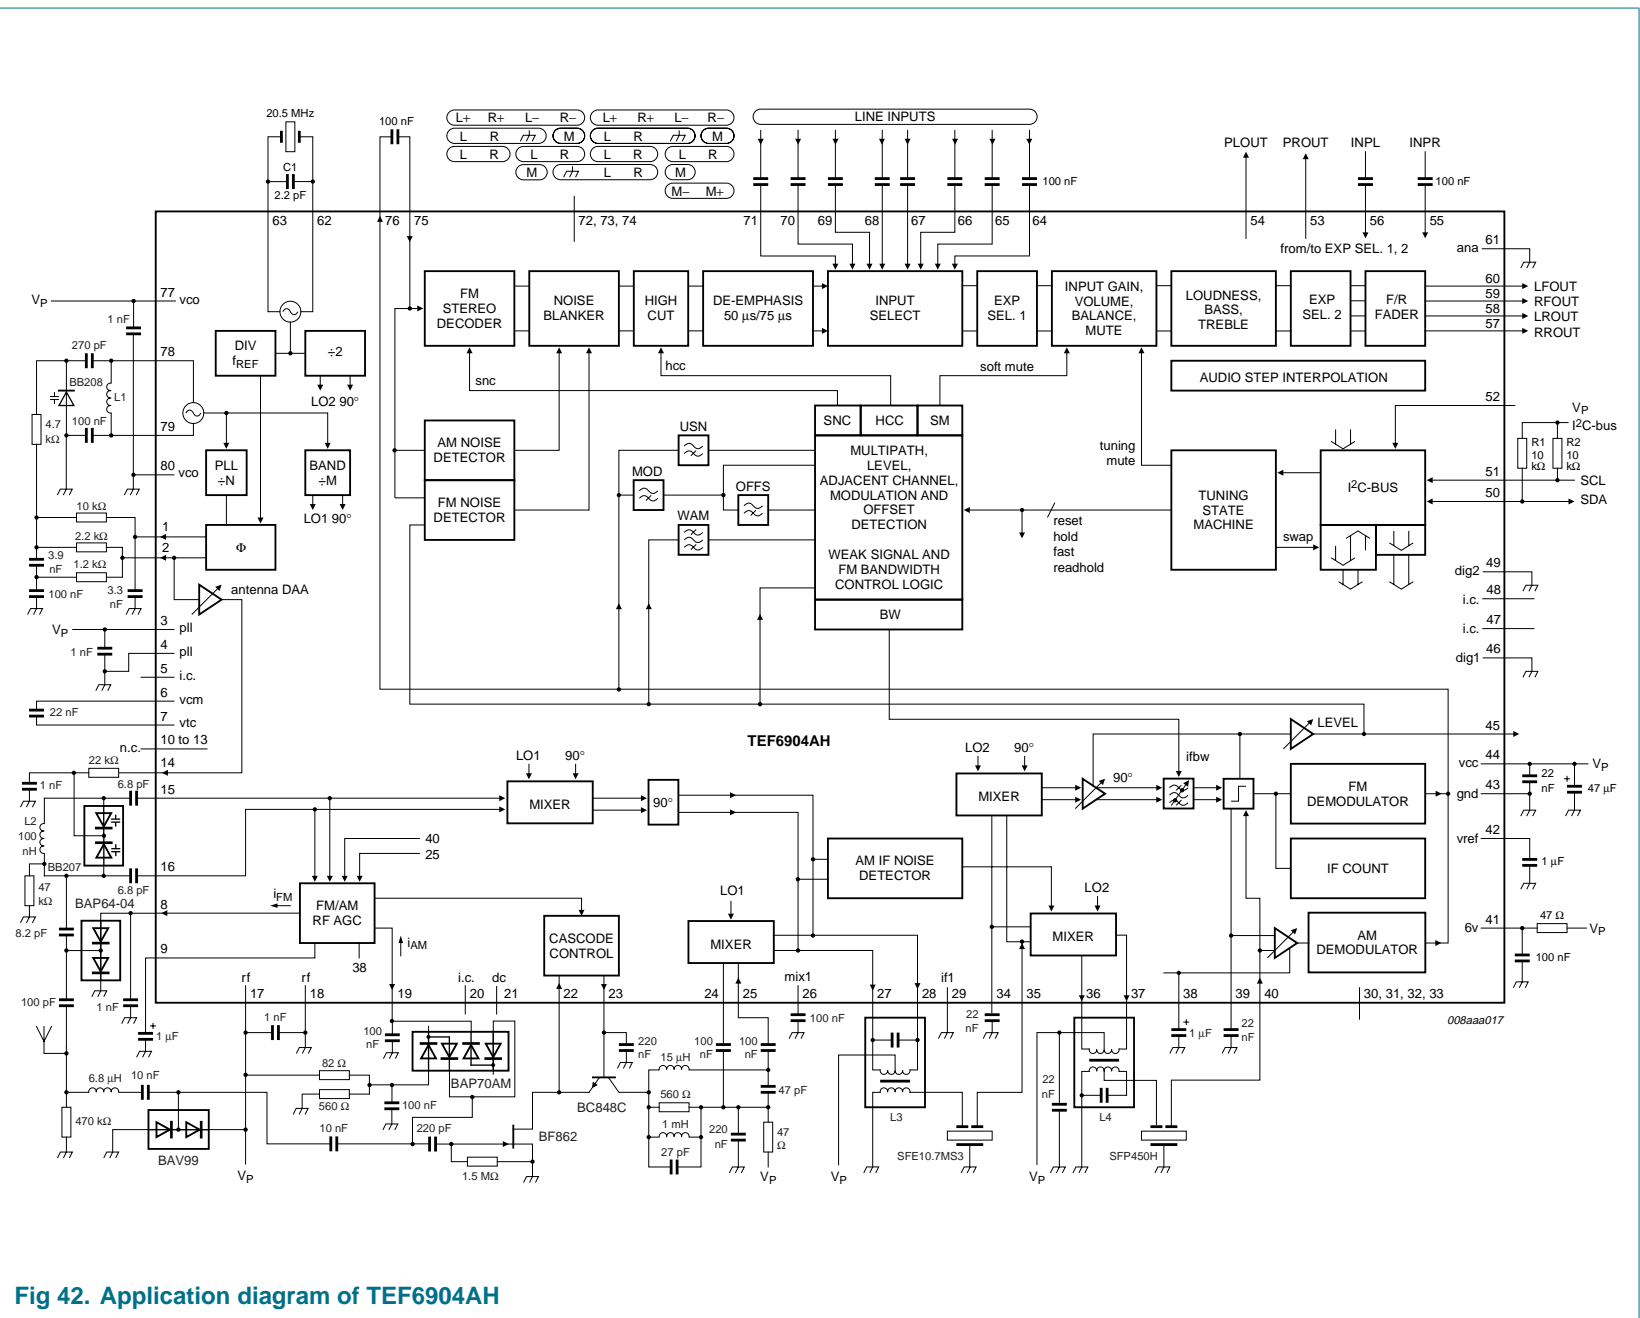 20.5 MHz
C1
2.2 pF
100 nF
L+ R+ L– R– L+ R+ L– R–
L R M L R M
L R L R L R L R
M L R M
M– M+
LINE INPUTS
100 nF
PLOUT PROUT INPL INPR
100 nF
63 62 76 75 72, 73, 74 71 70 69 68 67 66 65 64 54 53 56 55
from/to EXP SEL. 1, 2
ana 61
VP 77 vco
1 nF
FM STEREO DECODER
NOISE BLANKER
HIGH CUT
DE-EMPHASIS 50 µs/75 µs
INPUT SELECT
EXP SEL. 1
INPUT GAIN, VOLUME, BALANCE, MUTE
LOUDNESS, BASS, TREBLE
EXP SEL. 2
F/R FADER
60 LFOUT
59 RFOUT
58 LROUT
57 RROUT
270 pF 78
DIV fREF
÷2
LO2 90°
BB208
L1
100 nF
4.7 kΩ
79
80 vco
PLL ÷N
BAND ÷M
LO1 90°
snc
hcc
soft mute
AUDIO STEP INTERPOLATION
SNC HCC SM
MULTIPATH, LEVEL, ADJACENT CHANNEL, MODULATION AND OFFSET DETECTION
WEAK SIGNAL AND FM BANDWIDTH CONTROL LOGIC
BW
AM NOISE DETECTOR
FM NOISE DETECTOR
USN
MOD
OFFS
WAM
tuning mute
TUNING STATE MACHINE
reset
hold
fast
readhold
swap
I2C-BUS
52
VP
I2C-bus
R1 10 kΩ
R2 10 kΩ
51 SCL
50 SDA
10 kΩ
1
2.2 kΩ
2
Φ
3.9 nF
1.2 kΩ
100 nF
3.3 nF
antenna DAA
dig2 49
i.c. 48
i.c. 47
dig1 46
VP 3 pll
1 nF 4 pll
5 i.c.
6 vcm
22 nF
7 vtc
n.c. 10 to 13
TEF6904AH
LEVEL 45
22 kΩ 14
1 nF
6.8 pF 15
L2 100 nH
BB207
16
6.8 pF
47 kΩ
LO1 90°
MIXER
90°
40
25
LO2 90°
MIXER
90°
ifbw
FM DEMODULATOR
IF COUNT
AM DEMODULATOR
vcc 44 VP
gnd 43
22 nF
+ 47 µF
vref 42
1 µF
6v 41 47 Ω VP
100 nF
BAP64-04
8.2 pF
8
9
iFM
FM/AM RF AGC
iAM
38
CASCODE CONTROL
AM IF NOISE DETECTOR
LO1
MIXER
LO2
MIXER
100 pF
1 nF
+ 1 µF
rf 17 rf 18 19 i.c. 20 dc 21 22 23 24 25 mix1 26 27 28 if1 29 34 35 36 37 38 39 40 30, 31, 32, 33
008aaa017
1 nF
100 nF
BAP70AM
220 nF
100 nF
100 nF
100 nF
22 nF
+ 1 µF
22 nF
6.8 µH 10 nF
470 kΩ
BAV99
VP
82 Ω
560 Ω
100 nF
10 nF
220 pF
1.5 MΩ
BF862
BC848C
15 µH
560 Ω
1 mH
27 pF
47 pF
220 nF
47 Ω
VP
VP
L3
SFE10.7MS3
22 nF
VP
L4
SFP450H
Fig 42. Application diagram of TEF6904AH